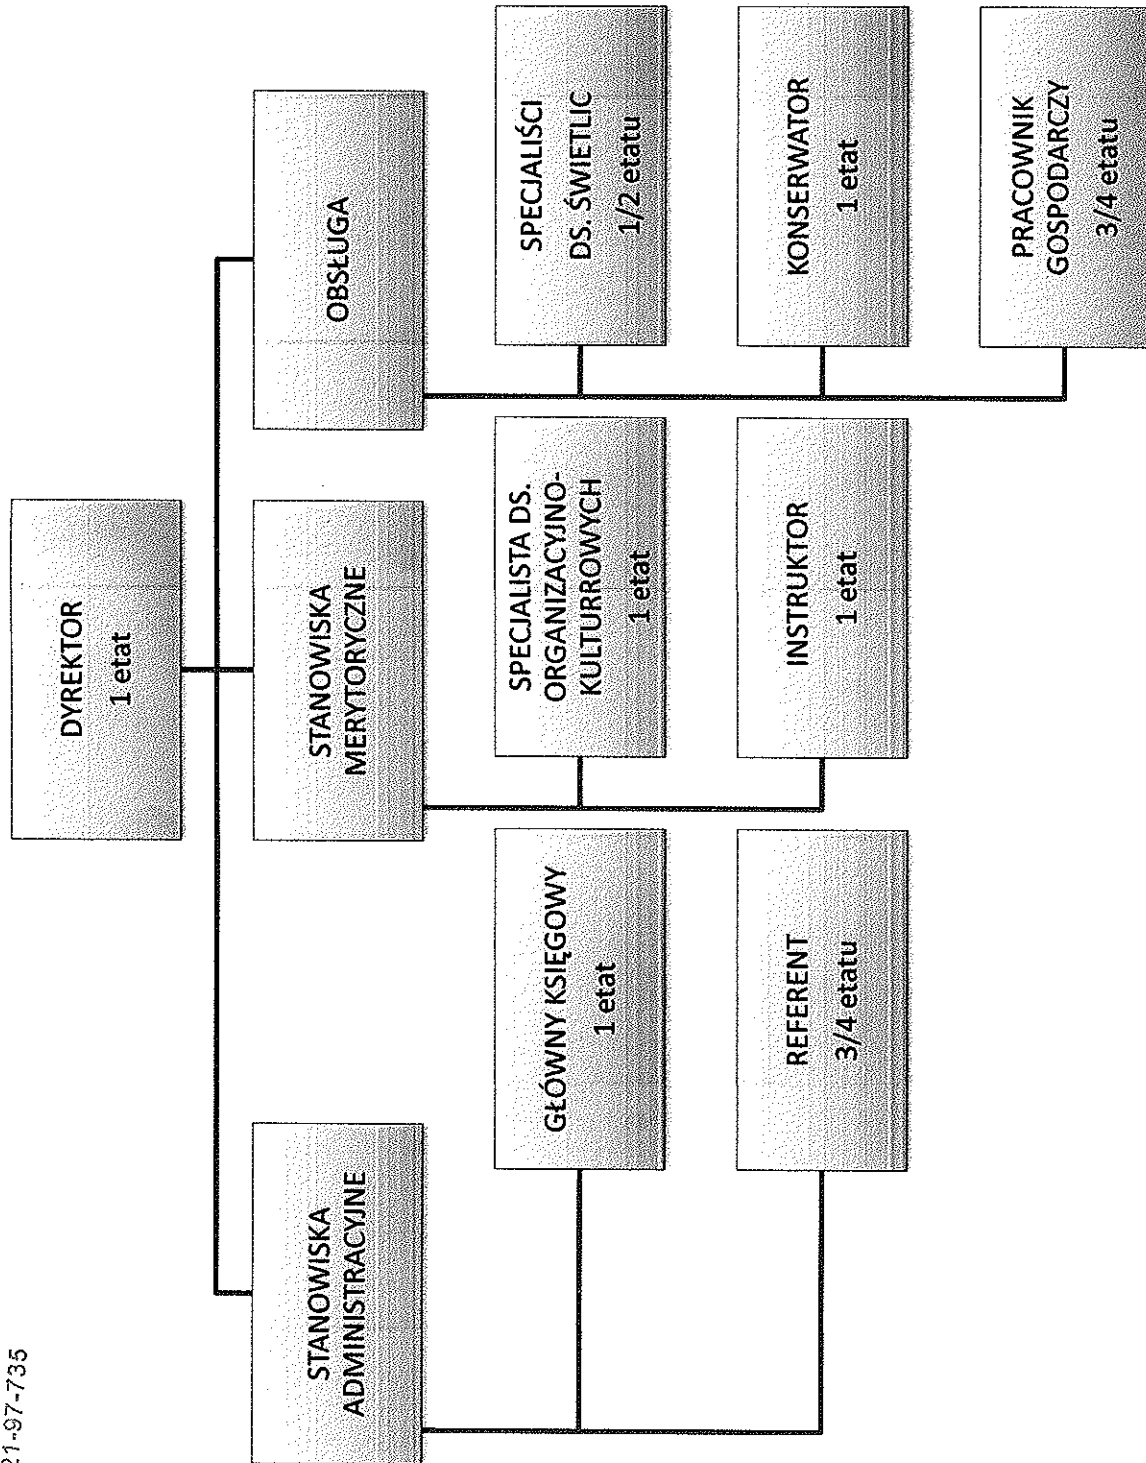 21-97-735
DYREKTOR
1 etat
STANOWISKA
ADMINISTRACYJNE
GŁÓWNY KSIĘGOWY
1 etat
REFERENT
3/4 etatu
STANOWISKA
MERYTORYCZNE
SPECJALISTA DS.
ORGANIZACYJNO-
KULTURROWYCH
1 etat
INSTRUKTOR
1 etat
OBSŁUGA
SPECJALIŚCI
DS. ŚWIETLIC
1/2 etatu
KONSERWATOR
1 etat
PRACOWNIK
GOSPODARCZY
3/4 etatu